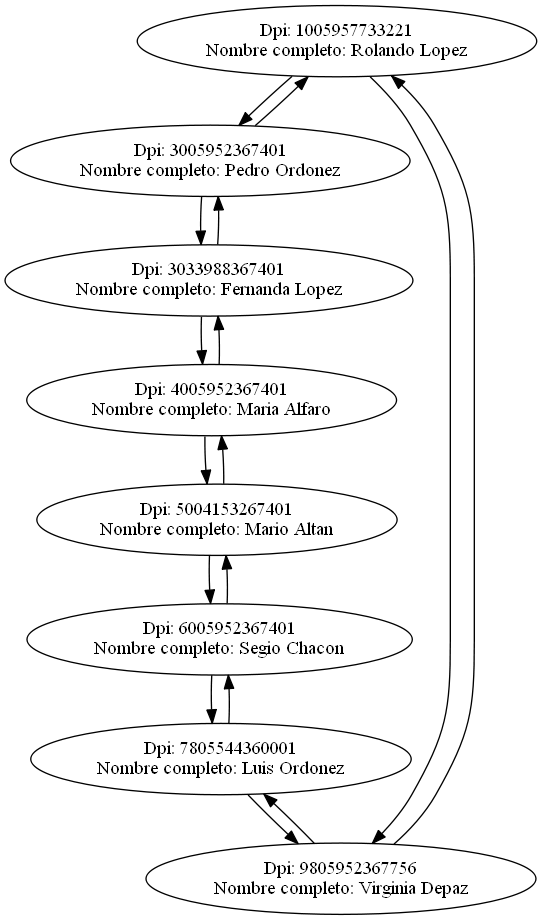 Dpi: 1005957733221
Nombre completo: Rolando Lopez
Dpi: 3005952367401
Nombre completo: Pedro Ordonez
Dpi: 3033988367401
Nombre completo: Fernanda Lopez
Dpi: 4005952367401
Nombre completo: Maria Alfaro
Dpi: 5004153267401
Nombre completo: Mario Altan
Dpi: 6005952367401
Nombre completo: Segio Chacon
Dpi: 7805544360001
Nombre completo: Luis Ordonez
Dpi: 9805952367756
Nombre completo: Virginia Depaz